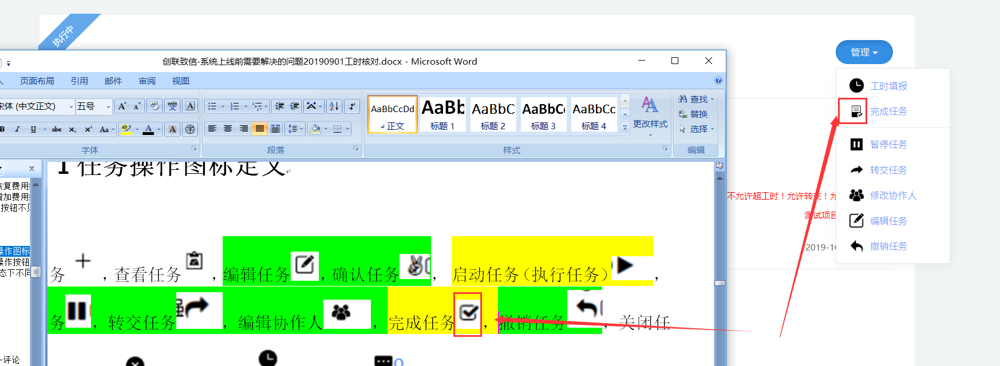 执行中
管理
工时填报
完成任务
暂停任务
转交任务
修改协作人
编辑任务
撤销任务
不允许超工时！允许转交！
测试项目
2019-1
创联致信-系统上线前需要解决的问题20190901工时核对.docx - Microsoft Word
页面布局 引用 邮件 审阅 视图
宋体 (中文正文) 五号
AaBbCcDd AaBb AaBbC AaBbC AaBbCc
正文 标题 1 标题 2 标题 3 标题 4
更改样式
查找
替换
选择
字体 段落 样式 编辑
恢复费用
增加费用
按钮不
操作图标
操作按钮
态下不同
评论
1 任务操作图标定义
务 ，查看任务 ，编辑任务 ，确认任务 ，启动任务（执行任务） ，
务 ，转交任务 ，编辑协作人 ，完成任务 ，撤销任务 ，关闭任